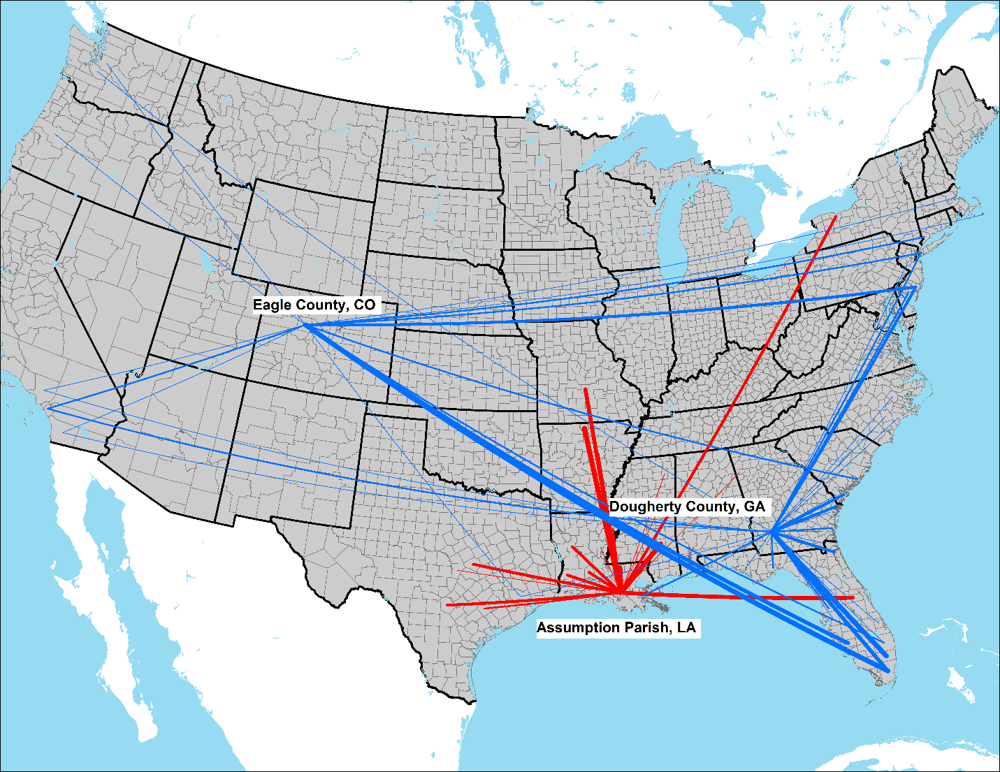 Eagle County, CO
Dougherty County, GA
Assumption Parish, LA